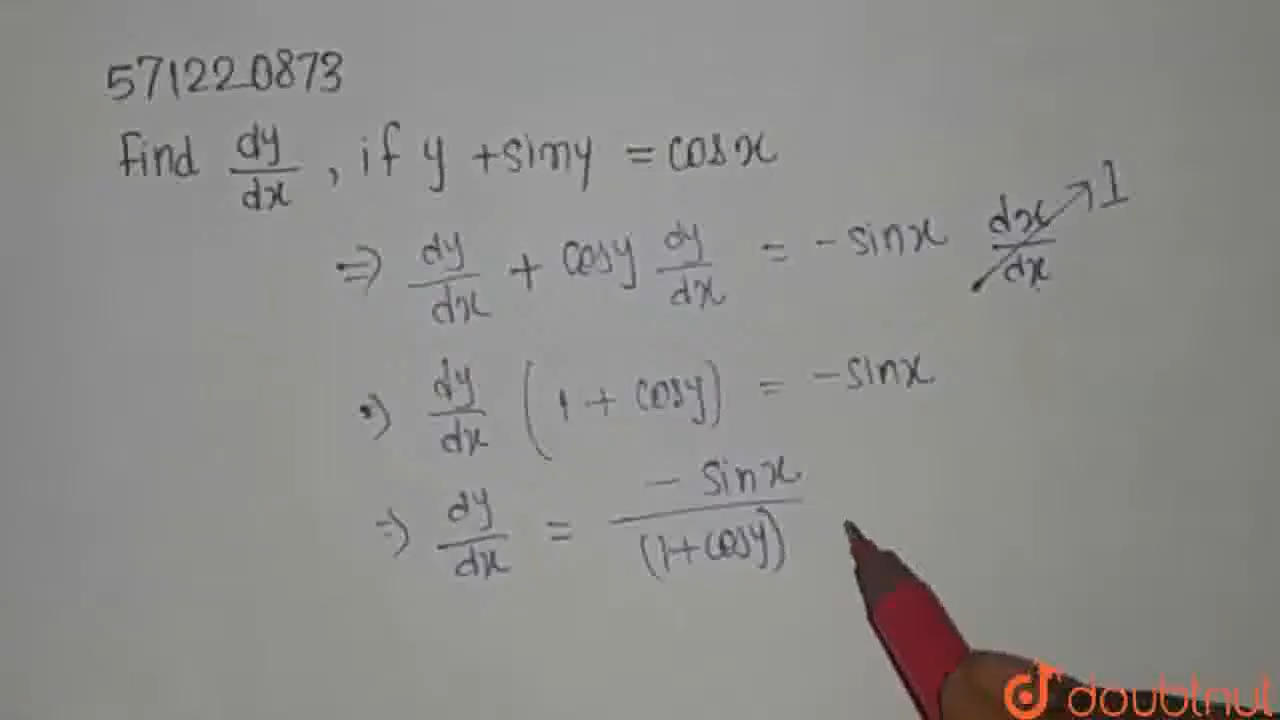 571220873
Find dy/dx, if y + siny = cosx
⇒ dy/dx + cosy dy/dx = - sinx dx/dx → 1
⇒ dy/dx (1 + cosy) = - sinx
⇒ dy/dx = - sinx / (1+cosy)
doubtnut